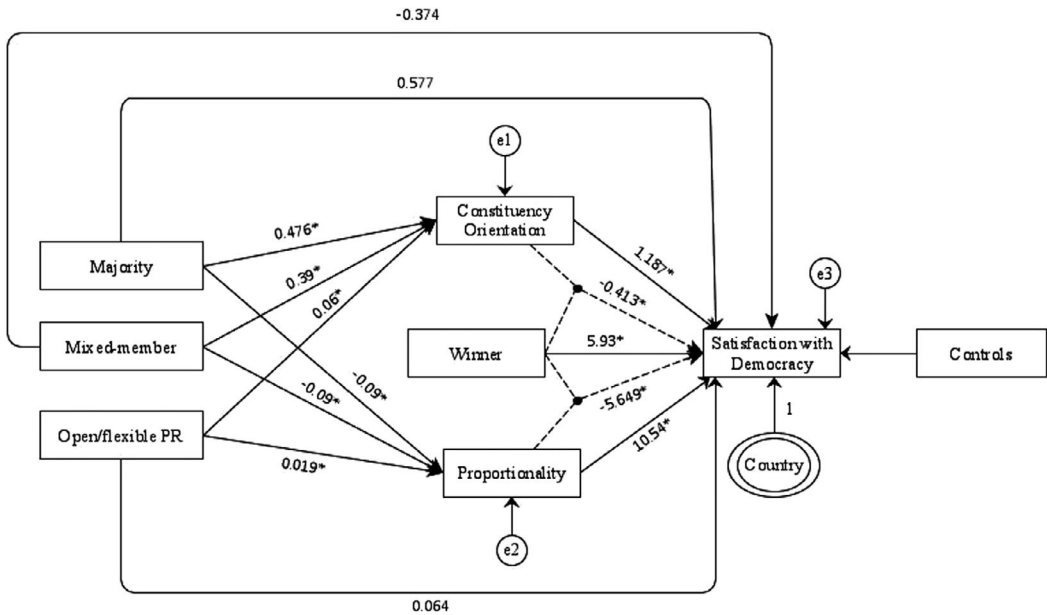 -0.374
0.577
e1
Constituency
Orientation
0.476*
Majority
0.39*
1.187*
e3
0.06*
-0.413*
Mixed-member
Winner
5.93*
Satisfaction with
Democracy
Controls
-0.09*
-0.09*
-5.649*
1
Open/flexible PR
10.54*
0.019*
Proportionality
Country
e2
0.064